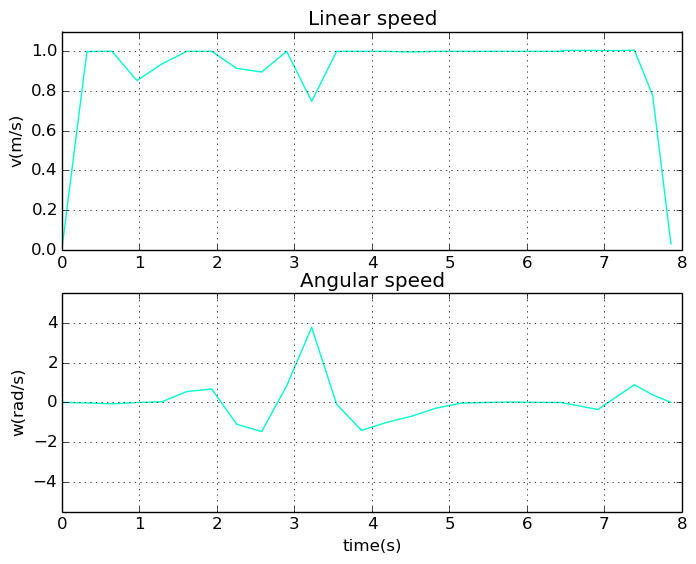 Linear speed
1.0
0.8
0.6
0.4
0.2
0.0
v(m/s)
0 1 2 3 4 5 6 7 8
Angular speed
4
2
0
−2
−4
w(rad/s)
0 1 2 3 4 5 6 7 8
time(s)